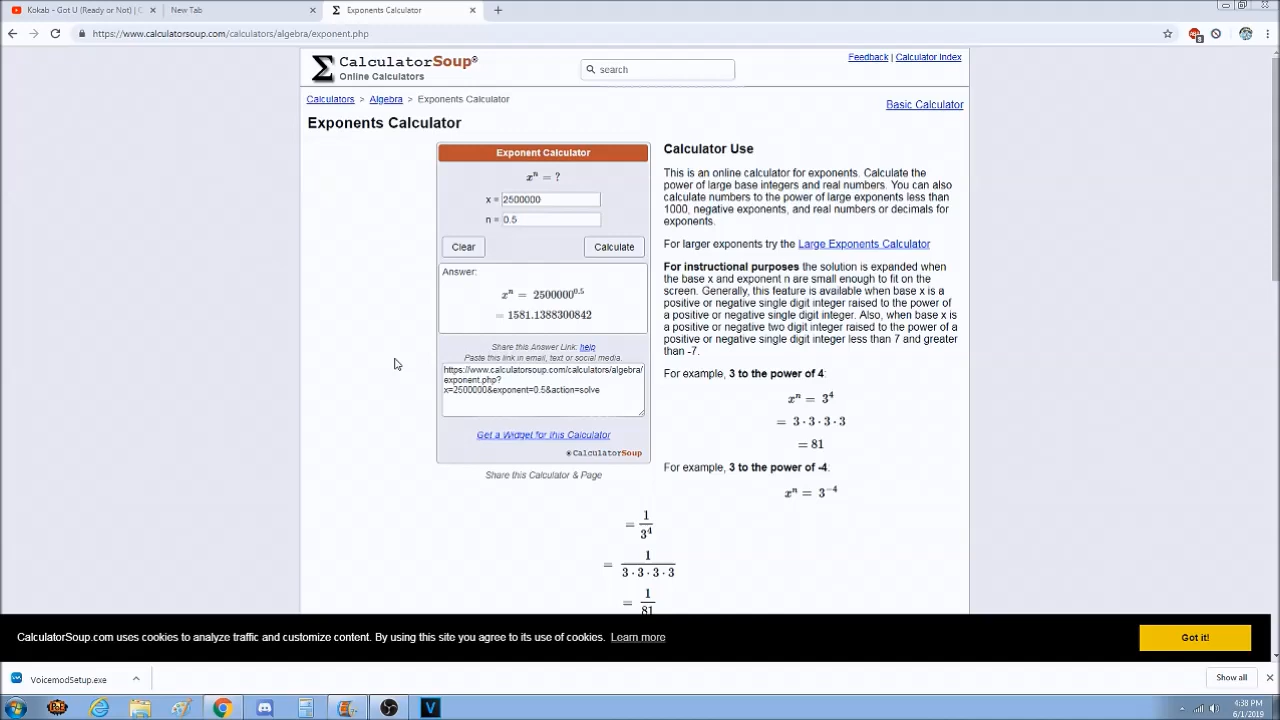 Kokab - Got U (Ready or Not) | C
New Tab
Exponents Calculator
https://www.calculatorsoup.com/calculators/algebra/exponent.php
CalculatorSoup®
Online Calculators
search
Feedback | Calculator Index
Calculators > Algebra > Exponents Calculator
Basic Calculator
Exponents Calculator
Exponent Calculator
xⁿ = ?
x = 2500000
n = 0.5
Clear
Calculate
Answer:
xⁿ = 2500000^0.5
= 1581.1388300842
Share this Answer Link: help
Paste this link in email, text or social media.
https://www.calculatorsoup.com/calculators/algebra/
exponent.php?
x=2500000&exponent=0.5&action=solve
Get a Widget for this Calculator
CalculatorSoup
Share this Calculator & Page
Calculator Use
This is an online calculator for exponents. Calculate the
power of large base integers and real numbers. You can also
calculate numbers to the power of large exponents less than
1000, negative exponents, and real numbers or decimals for
exponents.
For larger exponents try the Large Exponents Calculator
For instructional purposes the solution is expanded when
the base x and exponent n are small enough to fit on the
screen. Generally, this feature is available when base x is a
positive or negative single digit integer raised to the power of
a positive or negative single digit integer. Also, when base x is
a positive or negative two digit integer raised to the power of
a positive or negative single digit integer less than 7 and greater
than -7.
For example, 3 to the power of 4:
xⁿ = 3⁴
= 3 · 3 · 3 · 3
= 81
For example, 3 to the power of -4:
xⁿ = 3⁻⁴
= 1/3⁴
= 1/(3 · 3 · 3 · 3)
= 1/81
CalculatorSoup.com uses cookies to analyze traffic and customize content. By using this site you agree to its use of cookies. Learn more
Got it!
VoicemodSetup.exe
Show all
4:38 PM
6/1/2019